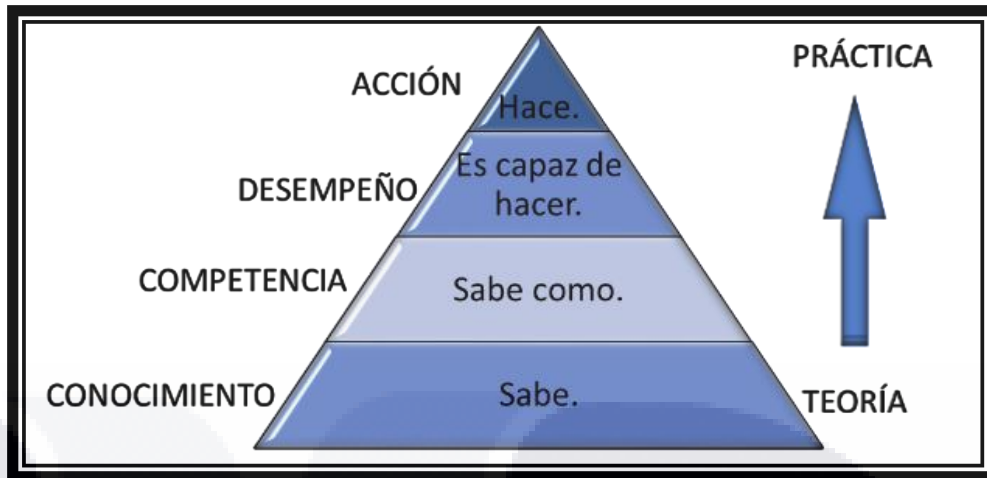 PRÁCTICA
ACCIÓN
Hace.
DESEMPEÑO
Es capaz de
hacer.
COMPETENCIA
Sabe como.
CONOCIMIENTO
Sabe.
TEORÍA